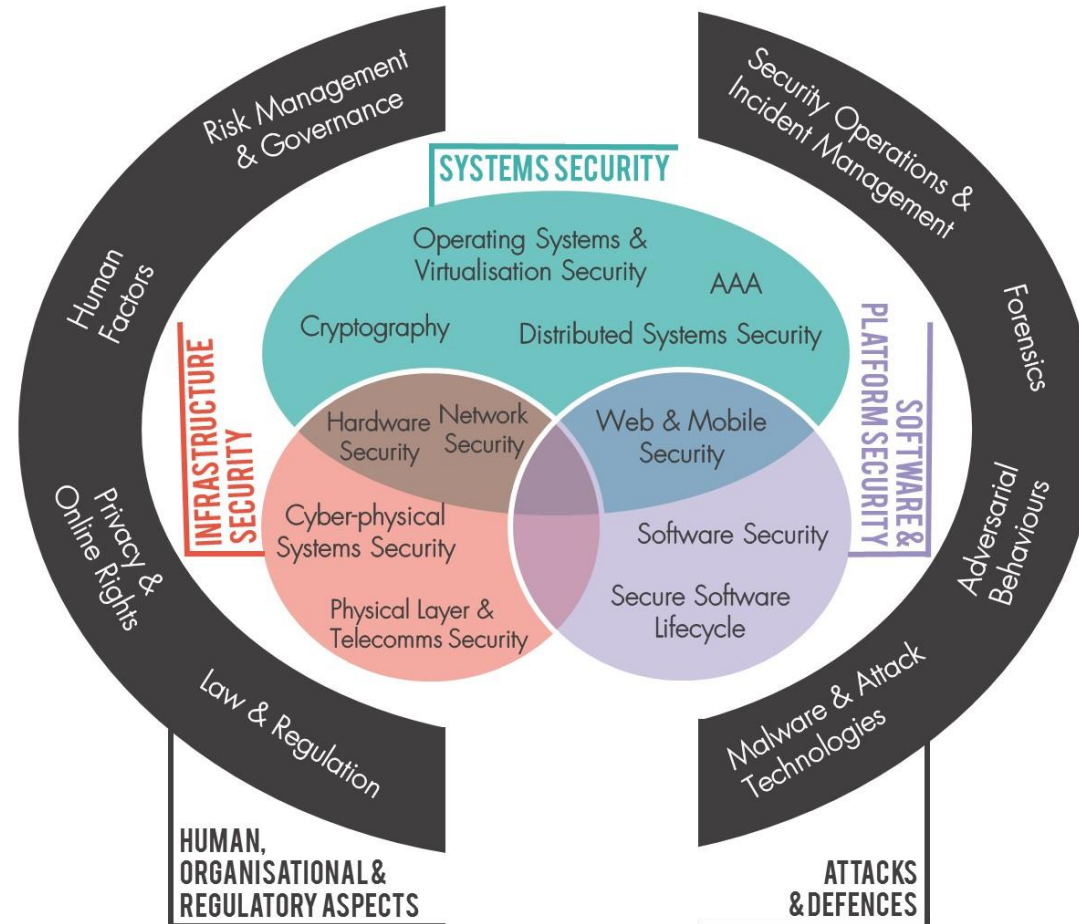 Risk Management
& Governance
Human
Factors
Privacy &
Online Rights
Law & Regulation
HUMAN,
ORGANISATIONAL &
REGULATORY ASPECTS
SYSTEMS SECURITY
Operating Systems &
Virtualisation Security
AAA
Cryptography
Distributed Systems Security
INFRASTRUCTURE
SECURITY
Hardware
Security
Network
Security
Web & Mobile
Security
Cyber-physical
Systems Security
Physical Layer &
Telecomms Security
Software Security
Secure Software
Lifecycle
SOFTWARE &
PLATFORM SECURITY
Security Operations &
Incident Management
Forensics
Adversarial
Behaviours
Malware & Attack
Technologies
ATTACKS
& DEFENCES